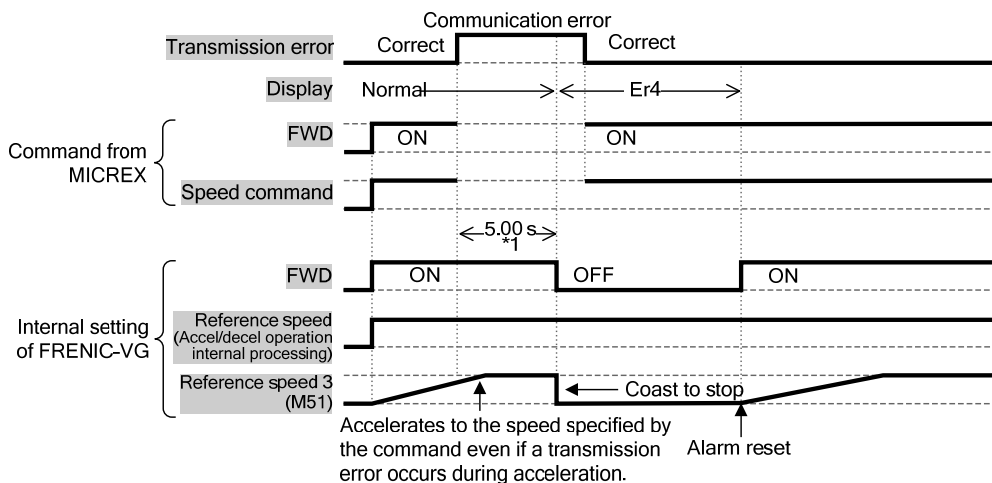 Communication error
Transmission error
Correct
Correct
Display
Normal
Er4
FWD
ON
ON
Command from
MICREX
Speed command
5.00 s
*1
FWD
ON
OFF
ON
Internal setting
of FRENIC-VG
Reference speed
(Accel/decel operation
internal processing)
Reference speed 3
(M51)
Coast to stop
Accelerates to the speed specified by
the command even if a transmission
error occurs during acceleration.
Alarm reset